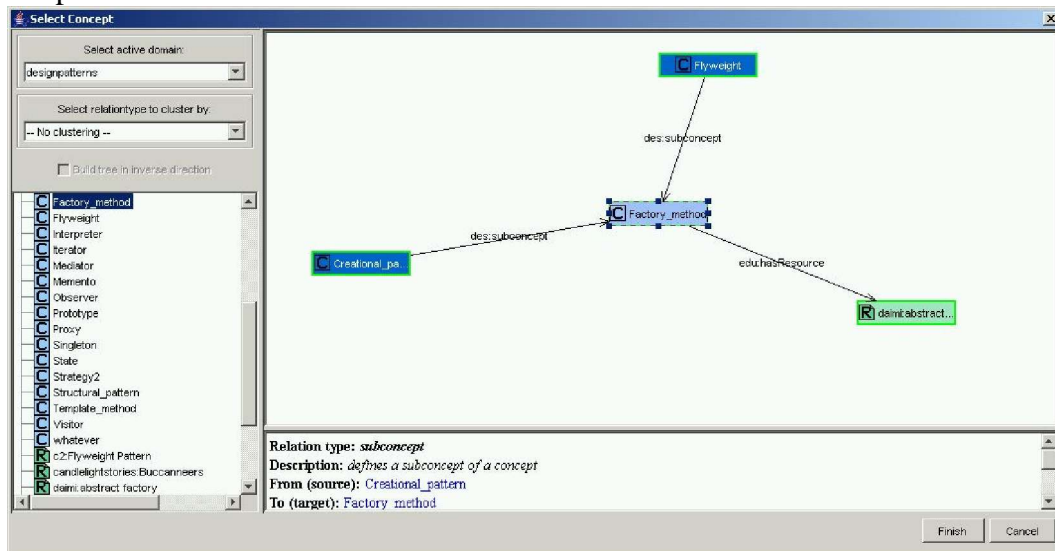 Select Concept
Select active domain:
designpatterns
Select relationtype to cluster by:
-- No clustering --
Build tree in inverse direction
Factory_method
Flyweight
Interpreter
Iterator
Mediator
Memento
Observer
Prototype
Proxy
Singleton
State
Strategy2
Structural_pattern
Template_method
Visitor
whatever
c2:Flyweight Pattern
candlelightstories:Buccanneers
daimi:abstract factory
C Flyweight
des:subconcept
C Factory_method
des:subconcept
C Creational_pa...
edu:hasResource
R daimi:abstract...
Relation type: subconcept
Description: defines a subconcept of a concept
From (source): Creational_pattern
To (target): Factory_method
Finish
Cancel